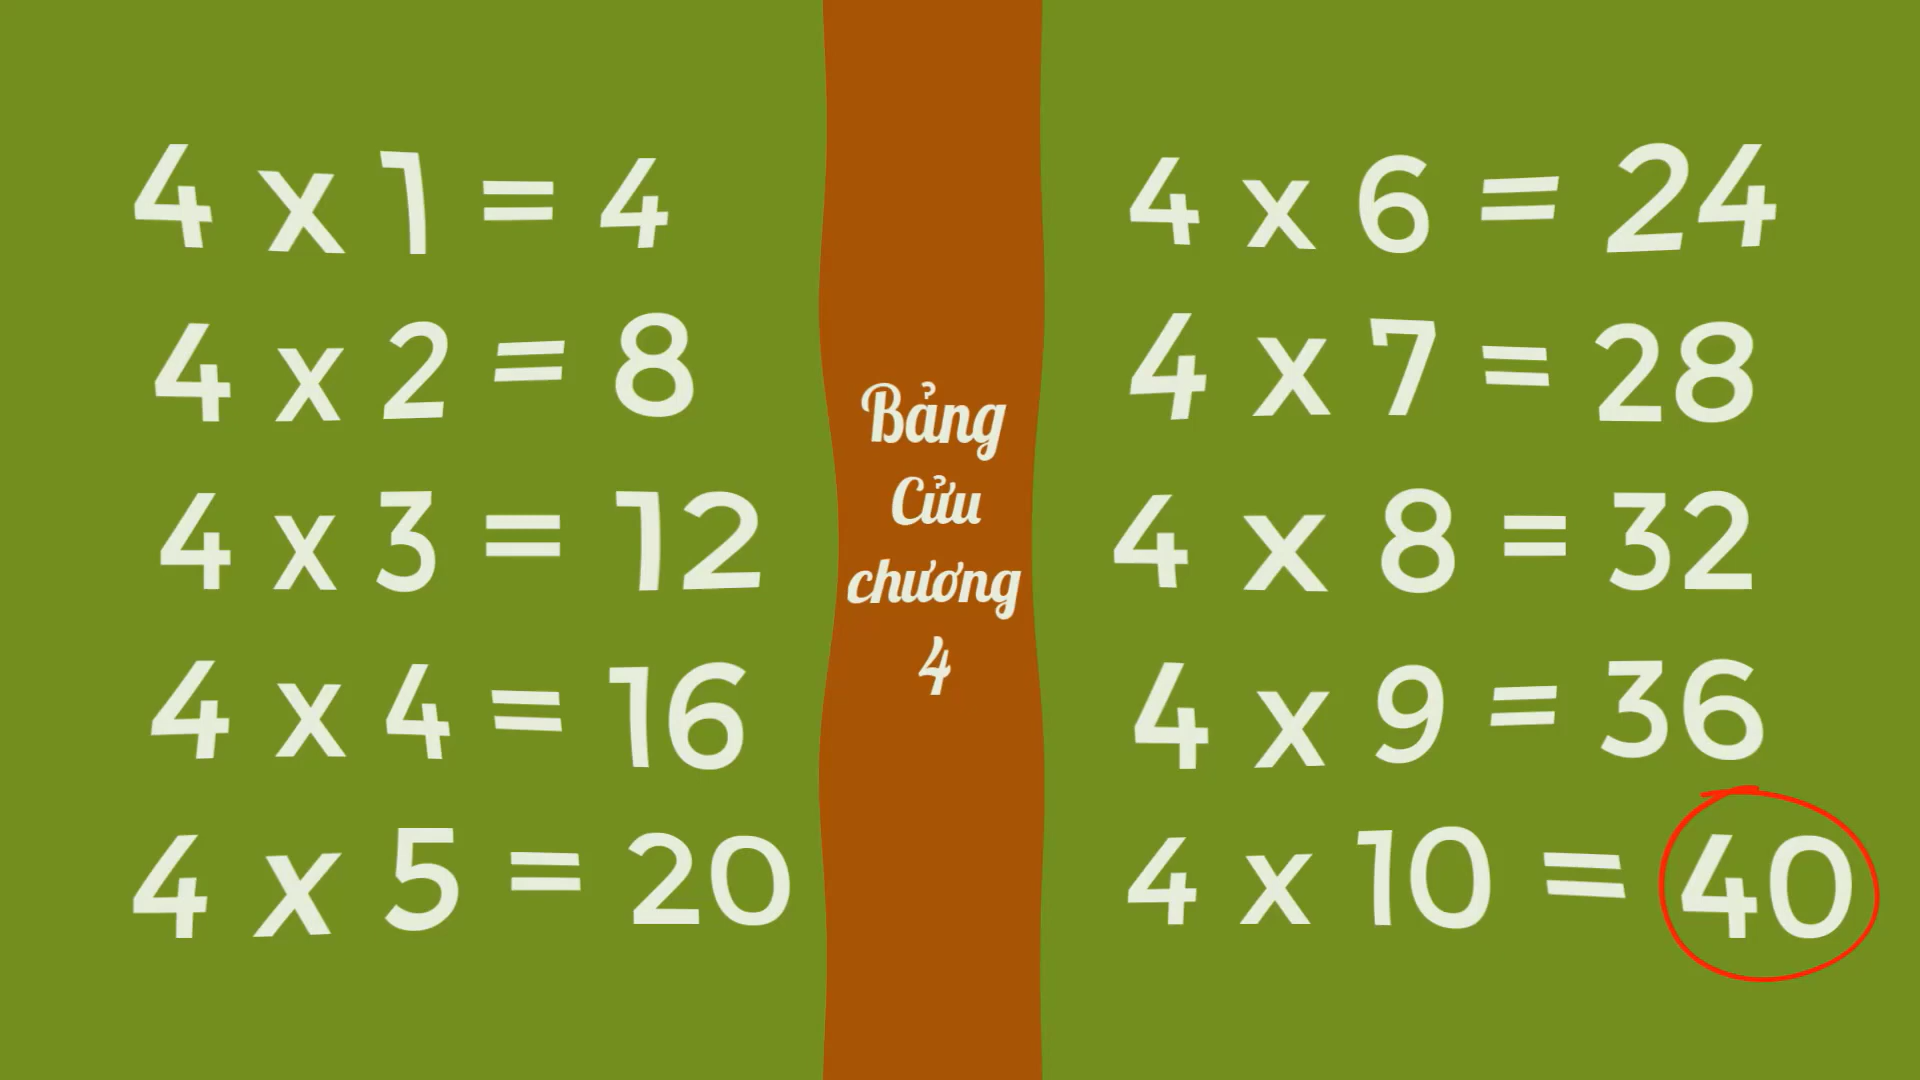 4 x 1 = 4
4 x 2 = 8
4 x 3 = 12
4 x 4 = 16
4 x 5 = 20
Bảng
Cửu
chương
4
4 x 6 = 24
4 x 7 = 28
4 x 8 = 32
4 x 9 = 36
4 x 10 = 40